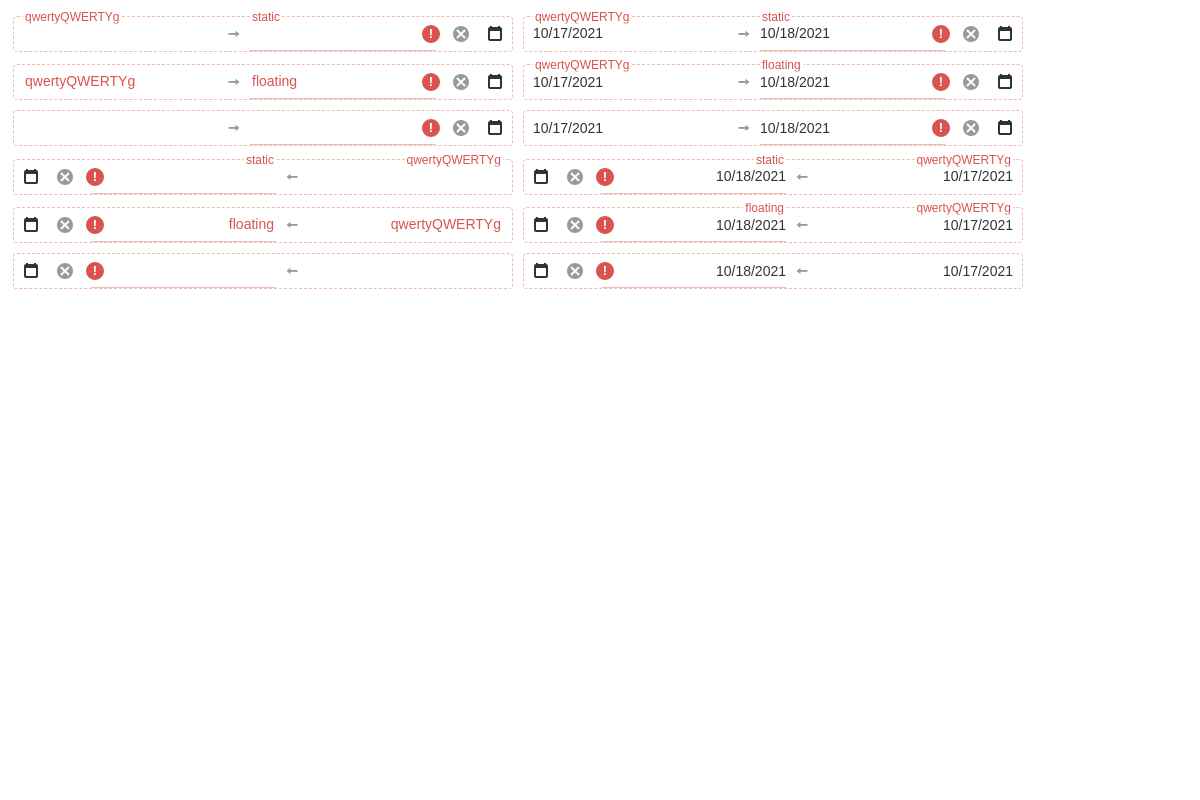 qwertyQWERTYg static qwertyQWERTYg static
10/17/2021 10/18/2021
qwertyQWERTYg floating
qwertyQWERTYg floating 10/17/2021 10/18/2021
10/17/2021 10/18/2021
static qwertyQWERTYg static qwertyQWERTYg
10/18/2021 10/17/2021
floating qwertyQWERTYg
floating qwertyQWERTYg 10/18/2021 10/17/2021
10/18/2021 10/17/2021